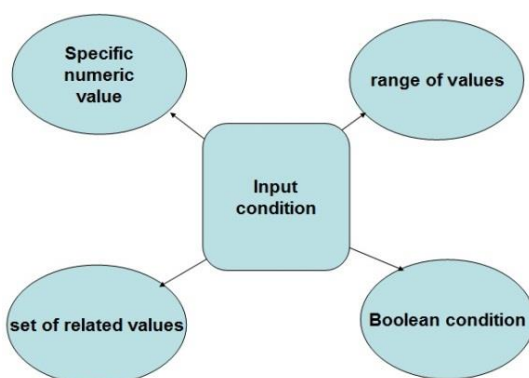 Specific
numeric
value
range of values
Input
condition
set of related values
Boolean condition